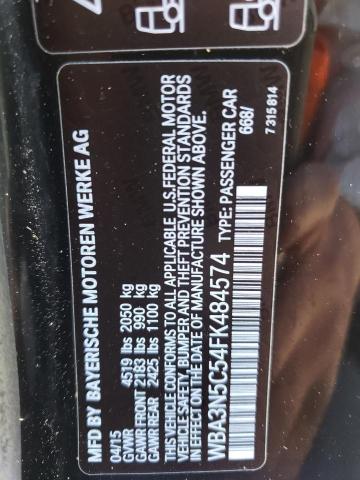 MFD BY BAYERISCHE MOTOREN WERKE AG
04/15
GVWR 4519 lbs 2050 kg
GAWR FRONT 2183 lbs 990 kg
GAWR REAR 2425 lbs 1100 kg
THIS VEHICLE CONFORMS TO ALL APPLICABLE U.S. FEDERAL MOTOR
VEHICLE SAFETY, BUMPER AND THEFT PREVENTION STANDARDS
IN EFFECT ON THE DATE OF MANUFACTURE SHOWN ABOVE.
WBA3N5C54FK484574 TYPE: PASSENGER CAR
668/
7 315 814